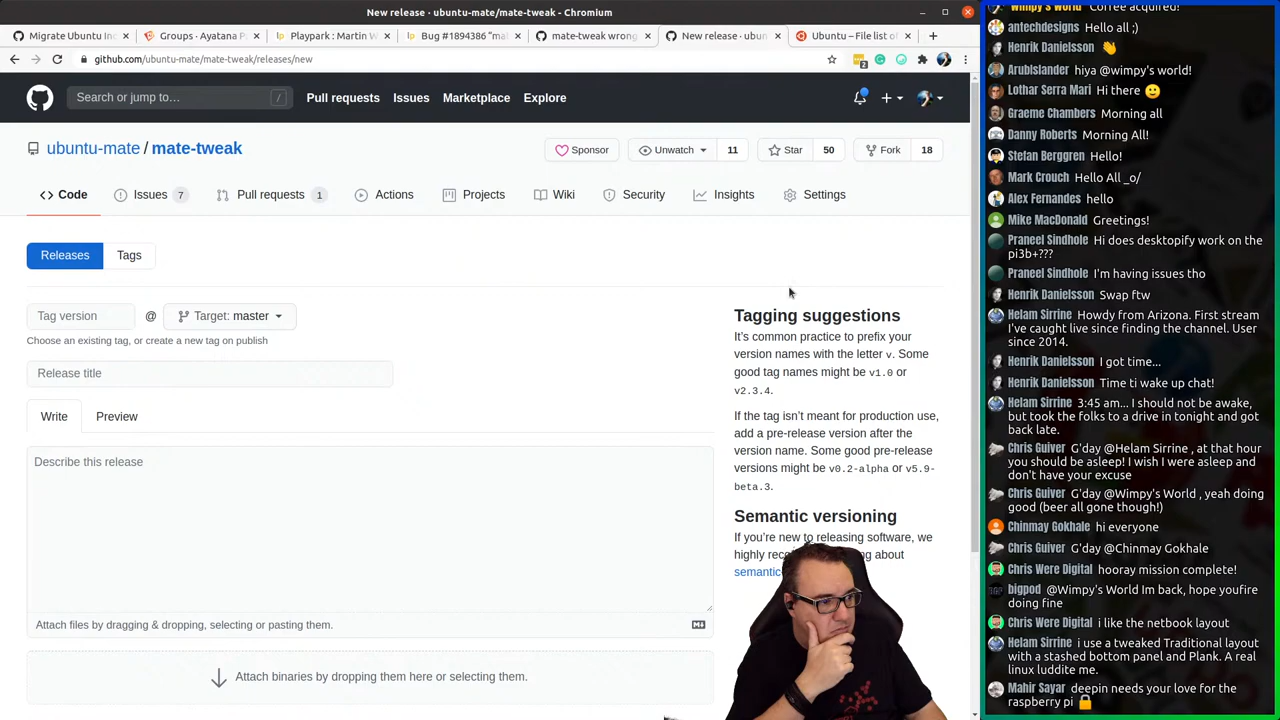 New release · ubuntu-mate/mate-tweak - Chromium
Migrate Ubuntu In
Groups · Ayatana P
Playpark : Martin W
Bug #1894386 "mat
mate-tweak wrong
New release · ubun
Ubuntu – File list of
github.com/ubuntu-mate/mate-tweak/releases/new
2
Search or jump to…
/
Pull requests
Issues
Marketplace
Explore
ubuntu-mate / mate-tweak
Sponsor
Unwatch
11
Star
50
Fork
18
Code
Issues 7
Pull requests 1
Actions
Projects
Wiki
Security
Insights
Settings
Releases
Tags
Tag version
@
Target: master
Choose an existing tag, or create a new tag on publish
Release title
Write
Preview
Describe this release
Attach files by dragging & dropping, selecting or pasting them.
Attach binaries by dropping them here or selecting them.
Tagging suggestions
It's common practice to prefix your
version names with the letter v. Some
good tag names might be v1.0 or
v2.3.4.
If the tag isn't meant for production use,
add a pre-release version after the
version name. Some good pre-release
versions might be v0.2-alpha or v5.9-
beta.3.
Semantic versioning
If you're new to releasing software, we
highly about
semantic
Wimpy's World Coffee acquired!
antechdesigns Hello all ;)
Henrik Danielsson 👋
ArubIslander hiya @wimpy's world!
Lothar Serra Mari Hi there 🙂
Graeme Chambers Morning all
Danny Roberts Morning All!
Stefan Berggren Hello!
Mark Crouch Hello All _o/
Alex Fernandes hello
Mike MacDonald Greetings!
Praneel Sindhole Hi does desktopify work on the
pi3b+???
Praneel Sindhole I'm having issues tho
Henrik Danielsson Swap ftw
Helam Sirrine Howdy from Arizona. First stream
I've caught live since finding the channel. User
since 2014.
Henrik Danielsson I got time...
Henrik Danielsson Time ti wake up chat!
Helam Sirrine 3:45 am... I should not be awake,
but took the folks to a drive in tonight and got
back late.
Chris Guiver G'day @Helam Sirrine , at that hour
you should be asleep! I wish I were asleep and
don't have your excuse
Chris Guiver G'day @Wimpy's World , yeah doing
good (beer all gone though!)
Chinmay Gokhale hi everyone
Chris Guiver G'day @Chinmay Gokhale
Chris Were Digital hooray mission complete!
bigpod @Wimpy's World Im back, hope youfire
doing fine
Chris Were Digital i like the netbook layout
Helam Sirrine i use a tweaked Traditional layout
with a stashed bottom panel and Plank. A real
linux luddite me.
Mahir Sayar deepin needs your love for the
raspberry pi 🔒